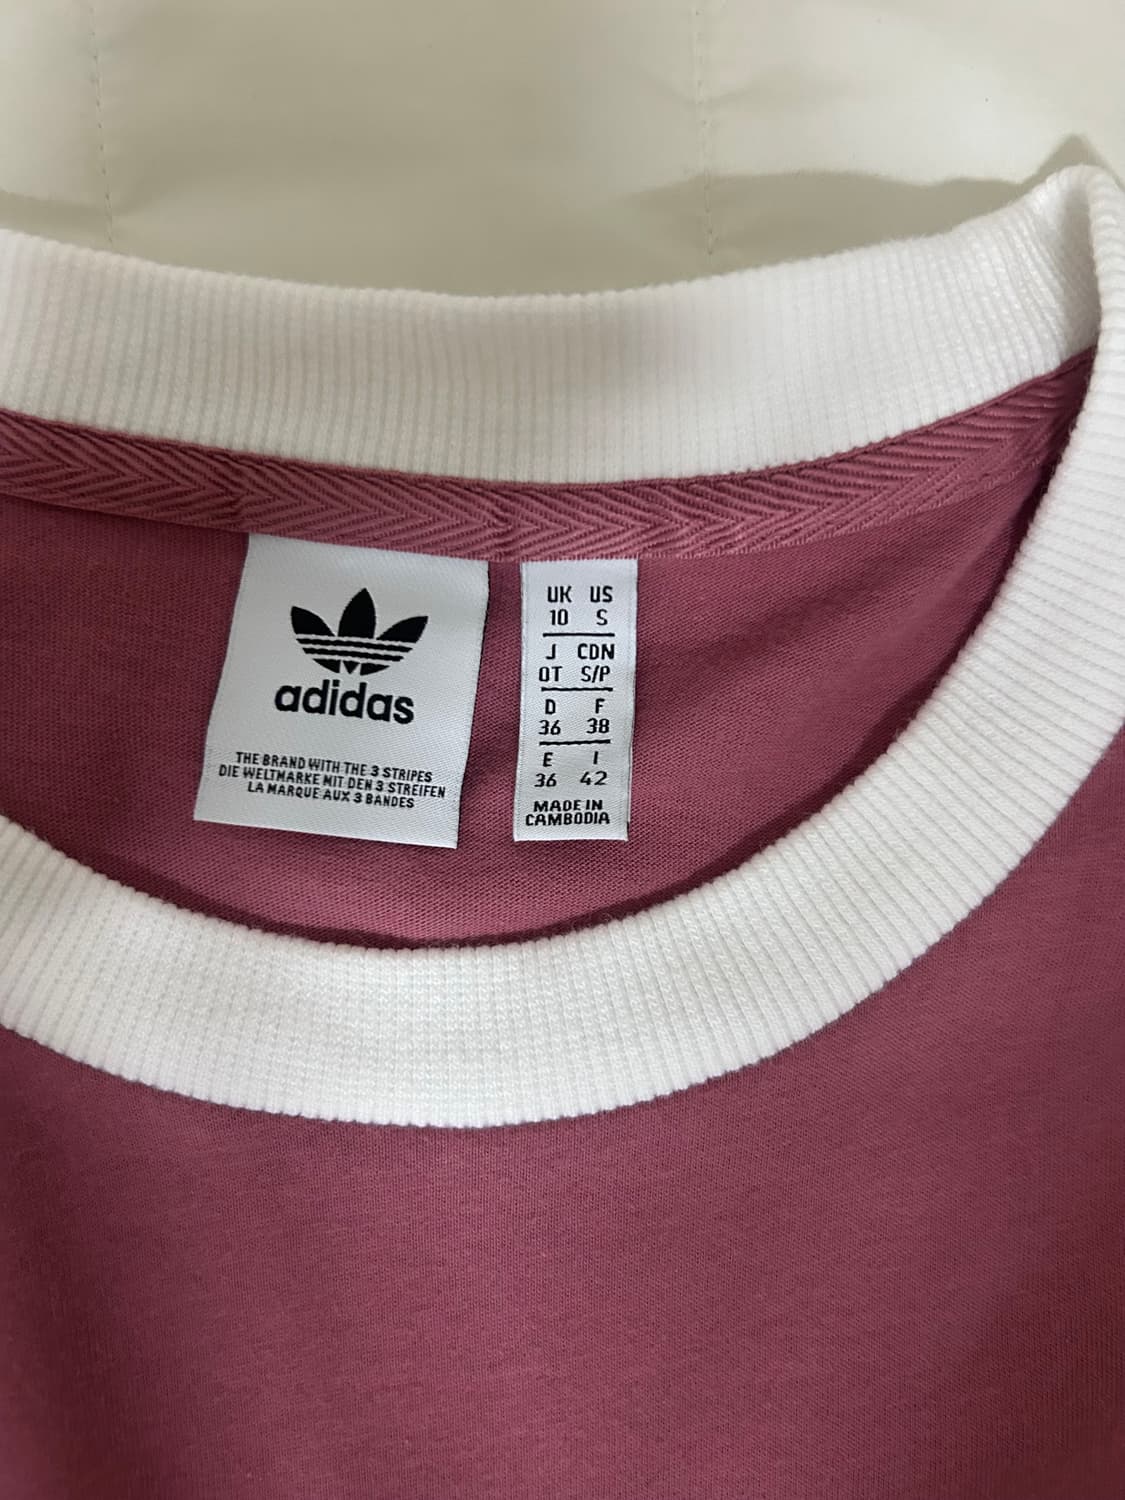 adidas
THE BRAND WITH THE 3 STRIPES
DIE WELTMARKE MIT DEN 3 STREIFEN
LA MARQUE AUX 3 BANDES
UK US
10 S
J CDN
OT S/P
D F
36 38
E I
36 42
MADE IN
CAMBODIA